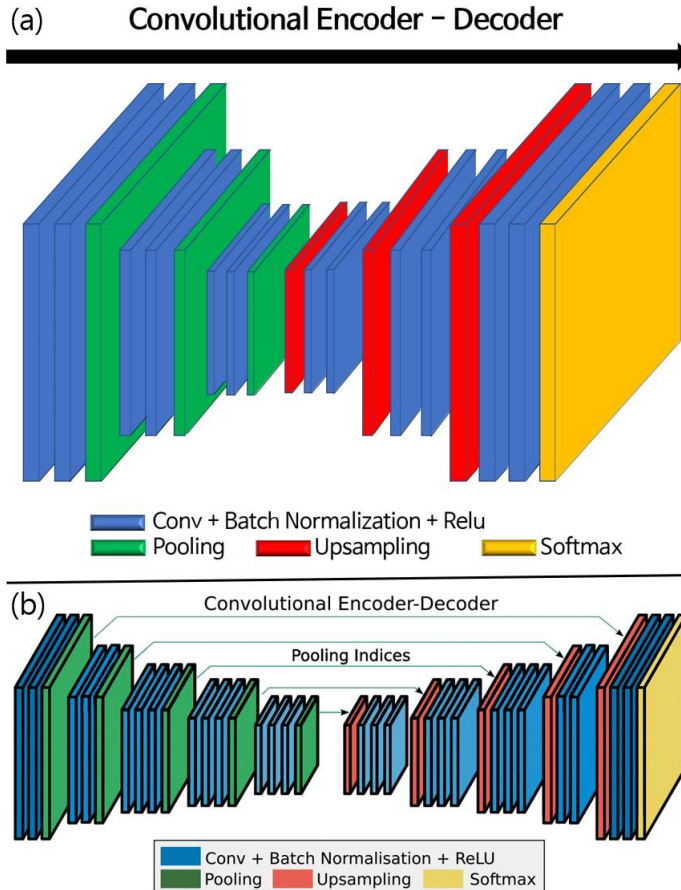 (a) Convolutional Encoder – Decoder
Conv + Batch Normalization + Relu
Pooling Upsampling Softmax
(b)
Convolutional Encoder-Decoder
Pooling Indices
Conv + Batch Normalisation + ReLU
Pooling Upsampling Softmax